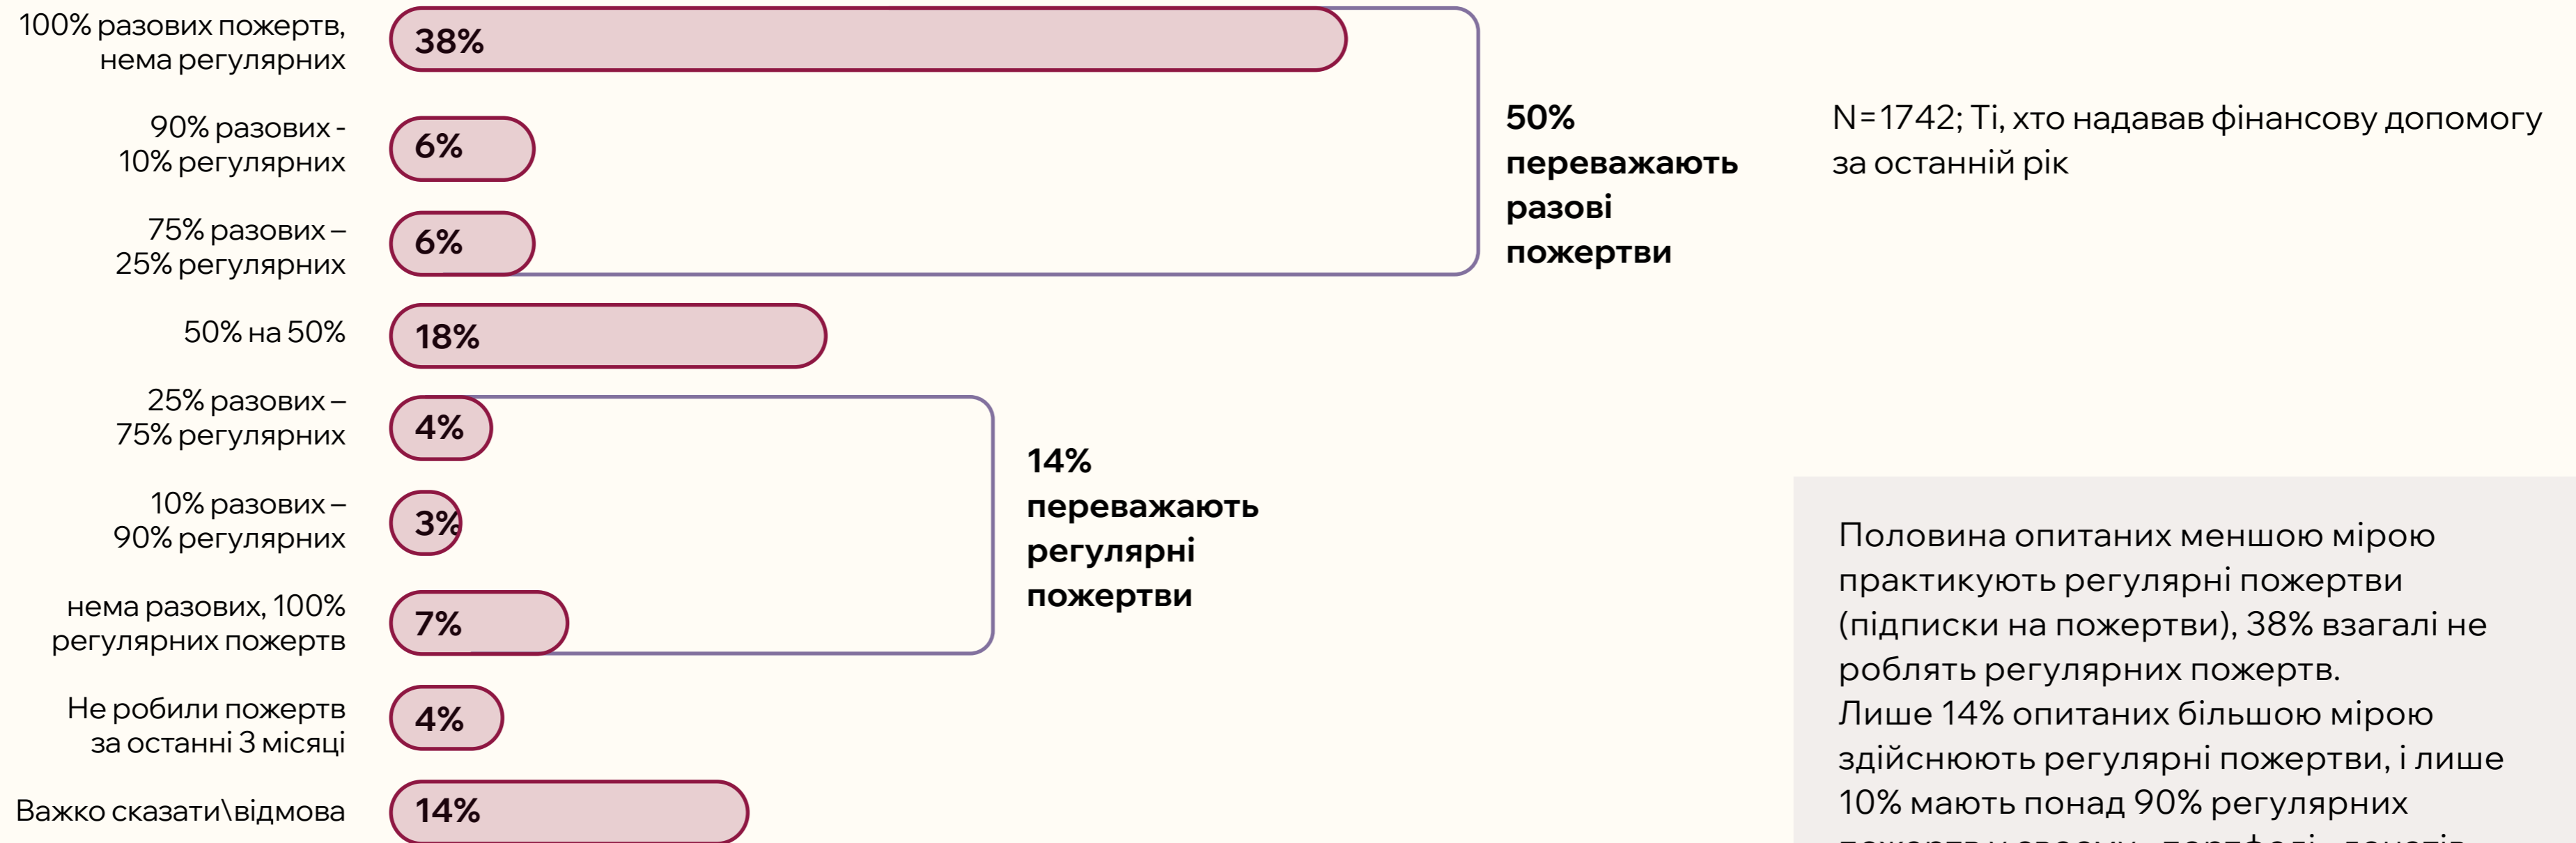 100% разових пожертв,
нема регулярних
38%
90% разових -
10% регулярних
6%
75% разових –
25% регулярних
6%
50%
переважають
разові
пожертви
N=1742; Ті, хто надавав фінансову допомогу
за останній рік
50% на 50%
18%
25% разових –
75% регулярних
4%
10% разових –
90% регулярних
3%
нема разових, 100%
регулярних пожертв
7%
14%
переважають
регулярні
пожертви
Не робили пожертв
за останні 3 місяці
4%
Важко сказати\відмова
14%
Половина опитаних меншою мірою
практикують регулярні пожертви
(підписки на пожертви), 38% взагалі не
роблять регулярних пожертв.
Лише 14% опитаних більшою мірою
здійснюють регулярні пожертви, і лише
10% мають понад 90% регулярних